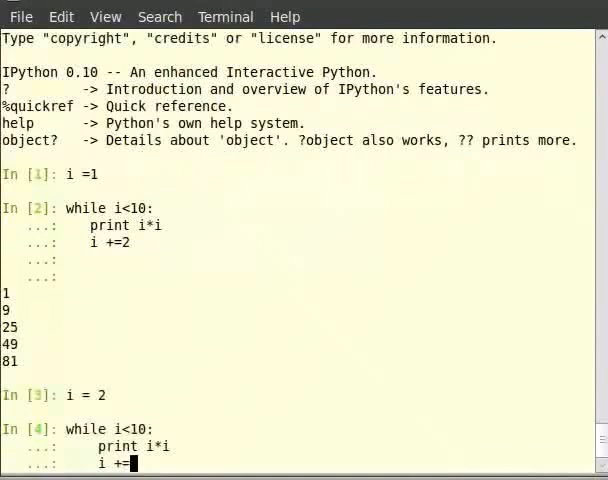 File Edit View Search Terminal Help
Type "copyright", "credits" or "license" for more information.
IPython 0.10 -- An enhanced Interactive Python.
? -> Introduction and overview of IPython's features.
%quickref -> Quick reference.
help -> Python's own help system.
object? -> Details about 'object'. ?object also works, ?? prints more.
In [1]: i =1
In [2]: while i<10:
...: print i*i
...: i +=2
...:
...:
1
9
25
49
81
In [3]: i = 2
In [4]: while i<10:
...: print i*i
...: i +=